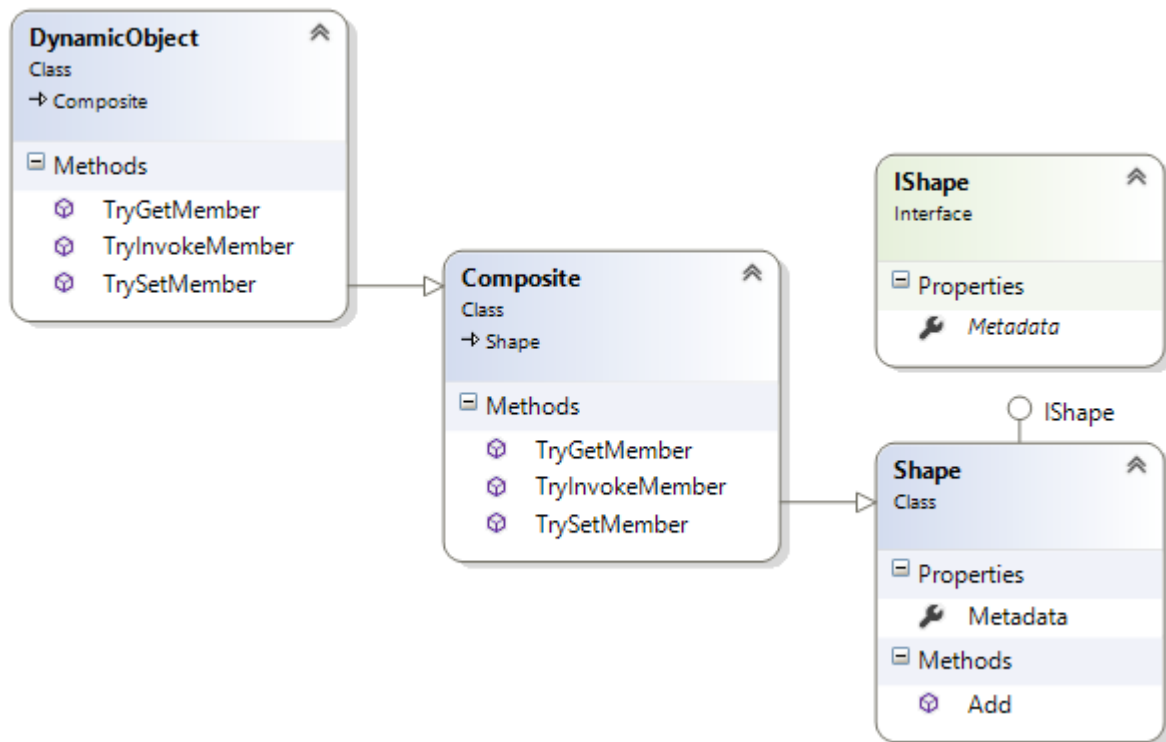 DynamicObject
Class
Composite
Methods
TryGetMember
TryInvokeMember
TrySetMember
Composite
Class
Shape
Methods
TryGetMember
TryInvokeMember
TrySetMember
IShape
Interface
Properties
Metadata
IShape
Shape
Class
Properties
Metadata
Methods
Add